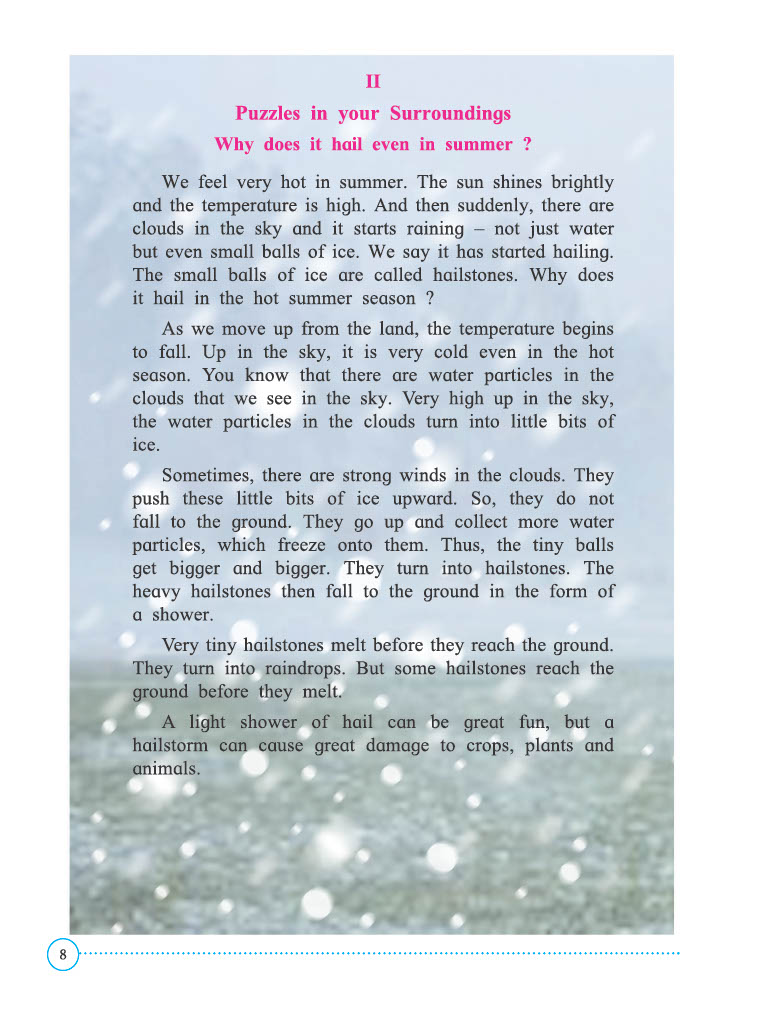 II
Puzzles in your Surroundings
Why does it hail even in summer ?
We feel very hot in summer. The sun shines brightly
and the temperature is high. And then suddenly, there are
clouds in the sky and it starts raining – not just water
but even small balls of ice. We say it has started hailing.
The small balls of ice are called hailstones. Why does
it hail in the hot summer season ?
As we move up from the land, the temperature begins
to fall. Up in the sky, it is very cold even in the hot
season. You know that there are water particles in the
clouds that we see in the sky. Very high up in the sky,
the water particles in the clouds turn into little bits of
ice.
Sometimes, there are strong winds in the clouds. They
push these little bits of ice upward. So, they do not
fall to the ground. They go up and collect more water
particles, which freeze onto them. Thus, the tiny balls
get bigger and bigger. They turn into hailstones. The
heavy hailstones then fall to the ground in the form of
a shower.
Very tiny hailstones melt before they reach the ground.
They turn into raindrops. But some hailstones reach the
ground before they melt.
A light shower of hail can be great fun, but a
hailstorm can cause great damage to crops, plants and
animals.
8